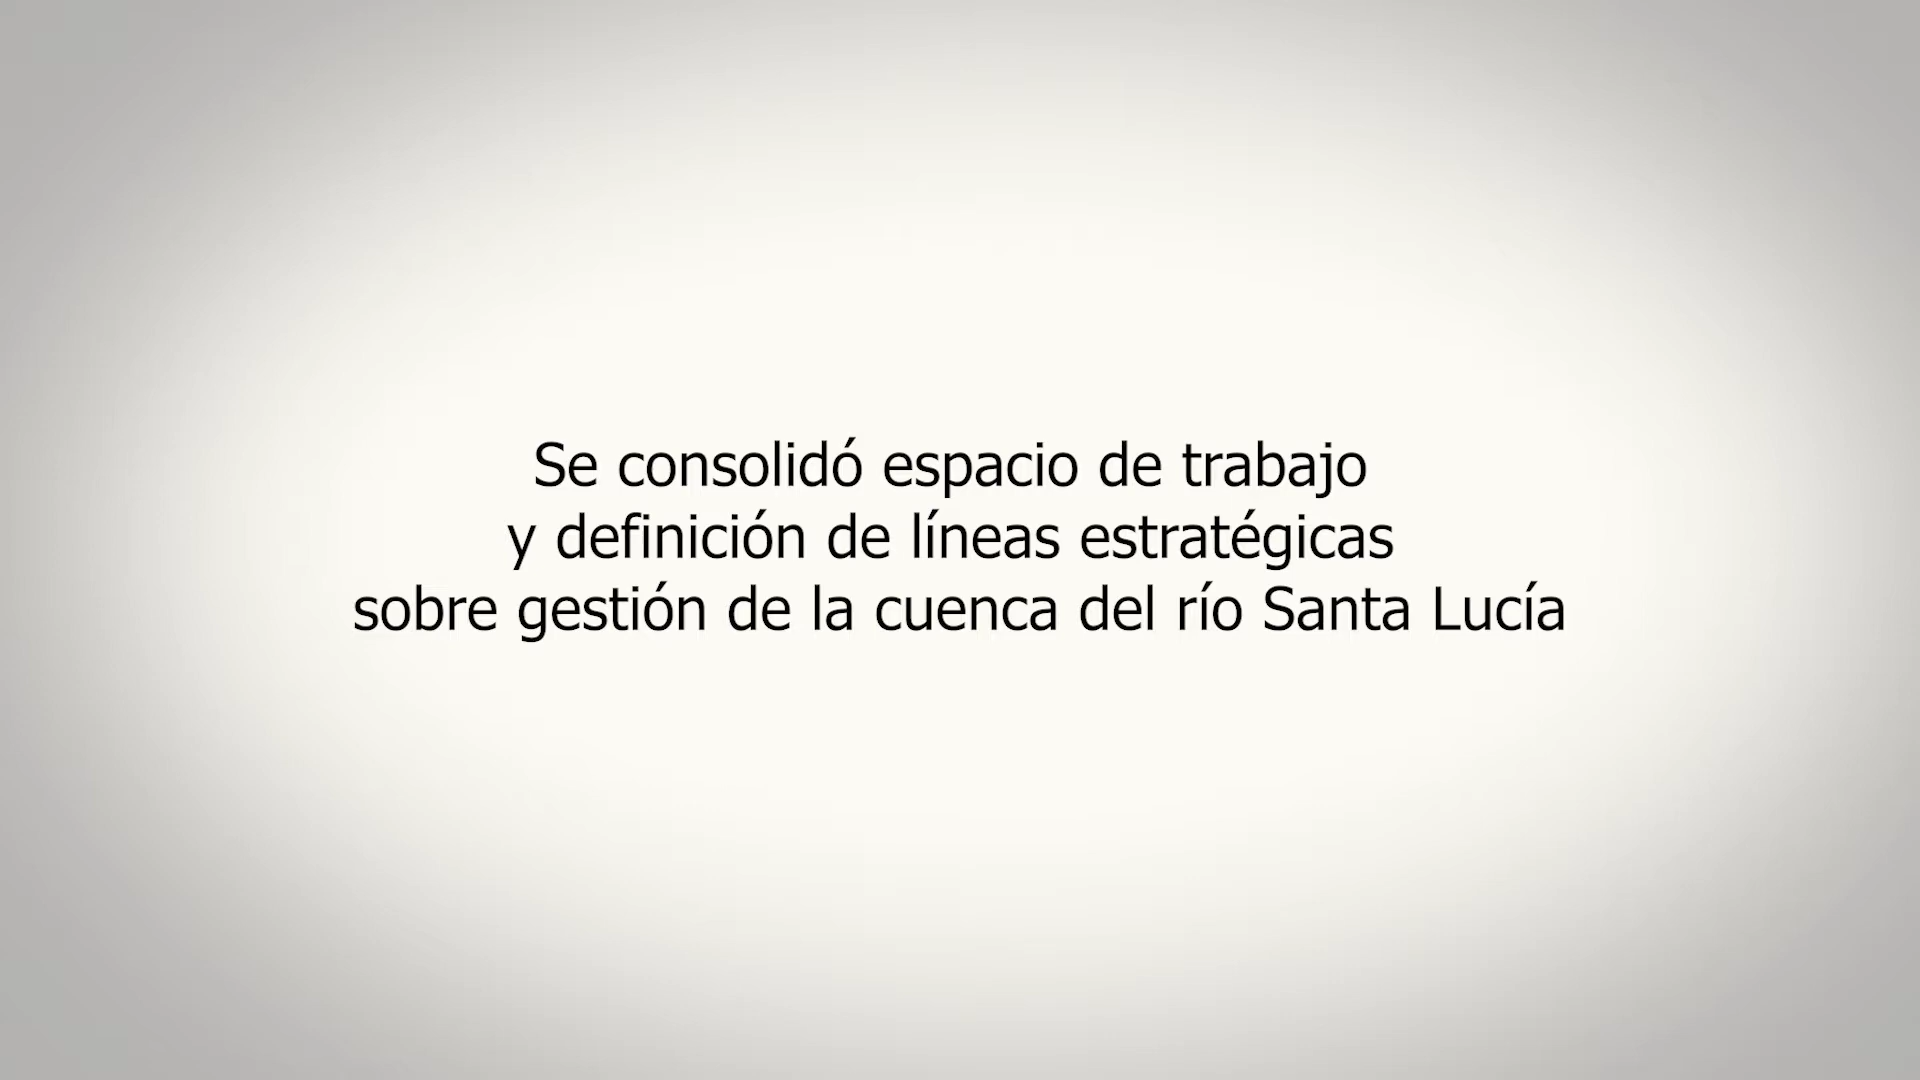 Se consolidó espacio de trabajo
y definición de líneas estratégicas
sobre gestión de la cuenca del río Santa Lucía